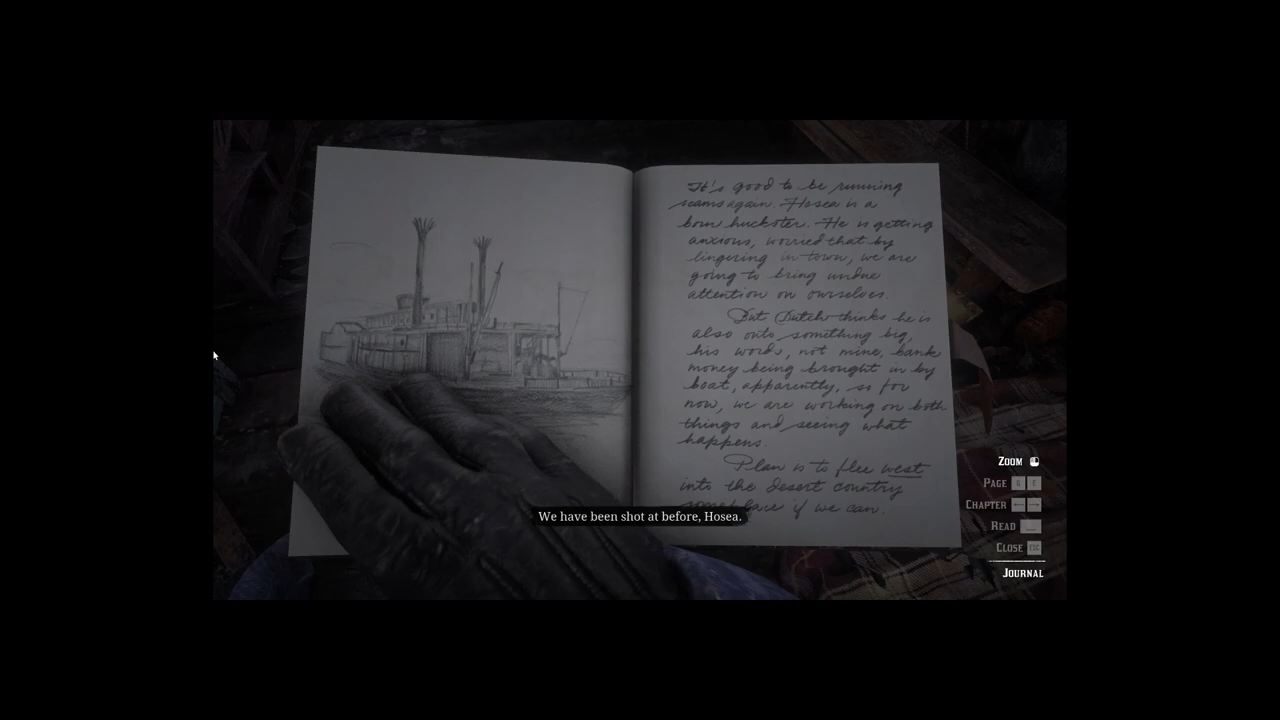 It's good to be running
scams again. Hosea is a
born huckster. He is getting
anxious, worried that by
lingering in town, we are
going to bring undue
attention on ourselves.
But Dutch thinks he is
also onto something big,
his words, not mine, bank
money being brought in by
boat, apparently, so for
now, we are working on both
things and seeing what
happens.
Plan is to flee west
into the desert country
if we can.
We have been shot at before, Hosea.
ZOOM
PAGE Q E
CHAPTER ← →
READ
CLOSE ESC
JOURNAL